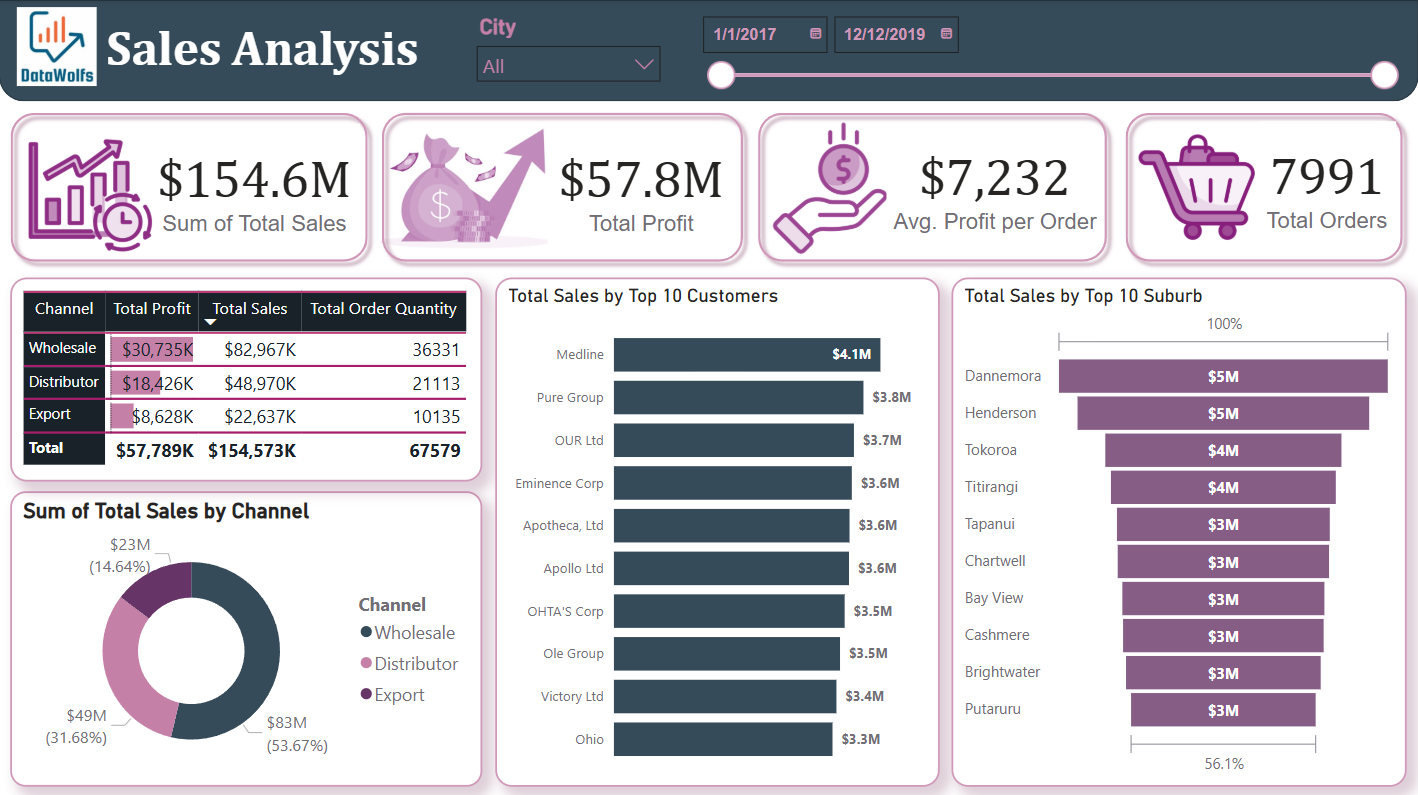 DataWolfs
Sales Analysis
City
All
1/1/2017
12/12/2019
$154.6M
Sum of Total Sales
$
$57.8M
Total Profit
$
$7,232
Avg. Profit per Order
7991
Total Orders
Channel Total Profit Total Sales Total Order Quantity
Wholesale $30,735K $82,967K 36331
Distributor $18,426K $48,970K 21113
Export $8,628K $22,637K 10135
Total $57,789K $154,573K 67579
Sum of Total Sales by Channel
$23M
(14.64%)
$49M
(31.68%)
$83M
(53.67%)
Channel
Wholesale
Distributor
Export
Total Sales by Top 10 Customers
Medline $4.1M
Pure Group $3.8M
OUR Ltd $3.7M
Eminence Corp $3.6M
Apotheca, Ltd $3.6M
Apollo Ltd $3.6M
OHTA'S Corp $3.5M
Ole Group $3.5M
Victory Ltd $3.4M
Ohio $3.3M
Total Sales by Top 10 Suburb
100%
Dannemora $5M
Henderson $5M
Tokoroa $4M
Titirangi $4M
Tapanui $3M
Chartwell $3M
Bay View $3M
Cashmere $3M
Brightwater $3M
Putaruru $3M
56.1%